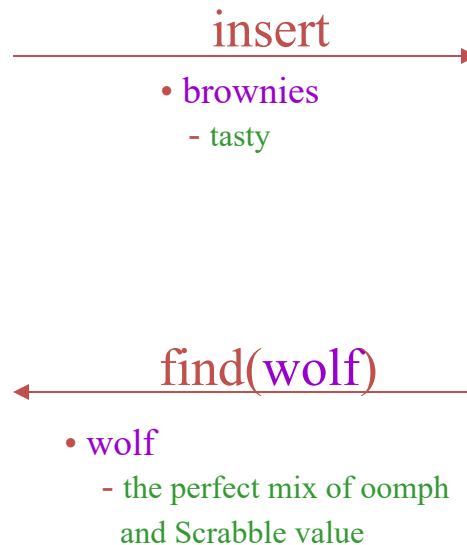 insert
• brownies
- tasty
find(wolf)
• wolf
- the perfect mix of oomph
and Scrabble value